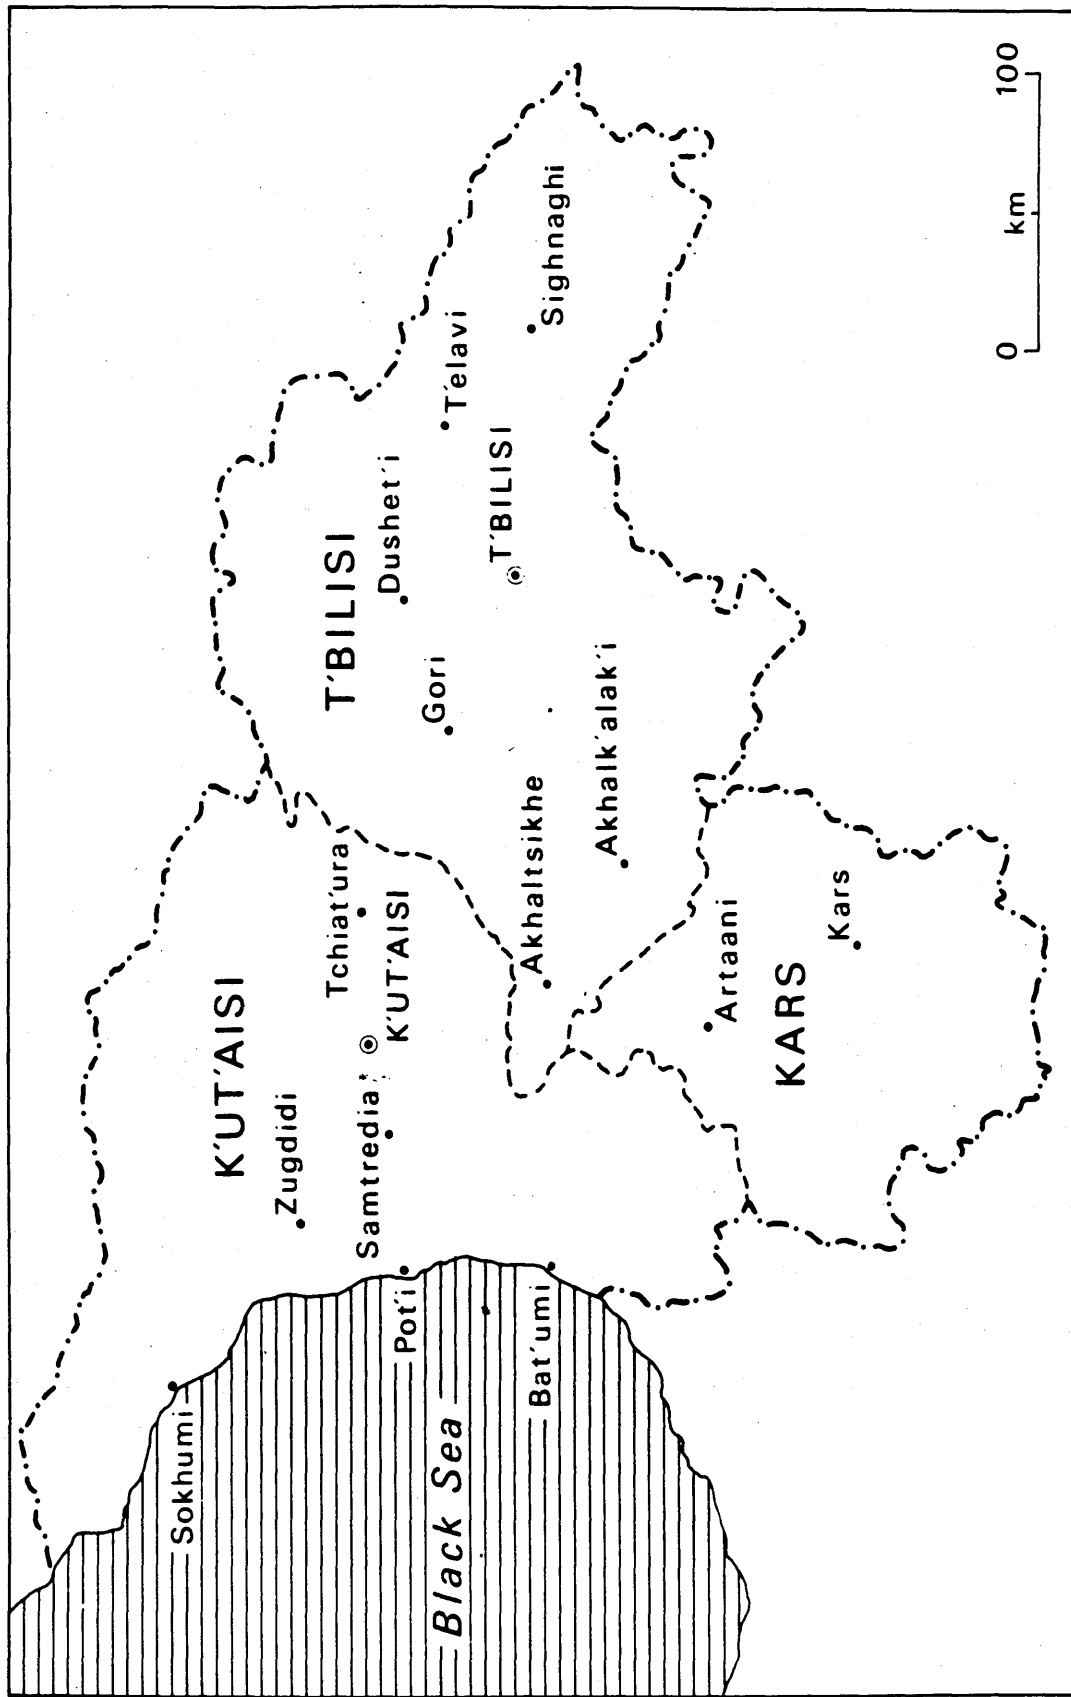 K'UT'AISI
Zugdidi
Sokhumi
Samtredia
Tchiat'ura
K'UT'AISI
Pot'i
Black Sea
Bat'umi
T'BILISI
Dushet'i
Gori
T'elavi
T'BILISI
Sighnaghi
Akhaltsikhe
Akhalk'alak'i
Artaani
KARS
Kars
0 km 100